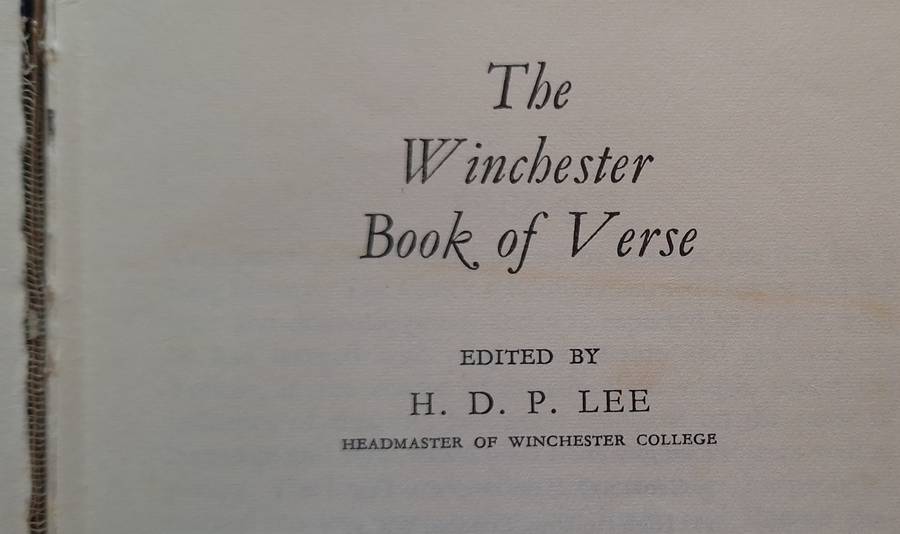 The
Winchester
Book of Verse
EDITED BY
H. D. P. LEE
HEADMASTER OF WINCHESTER COLLEGE